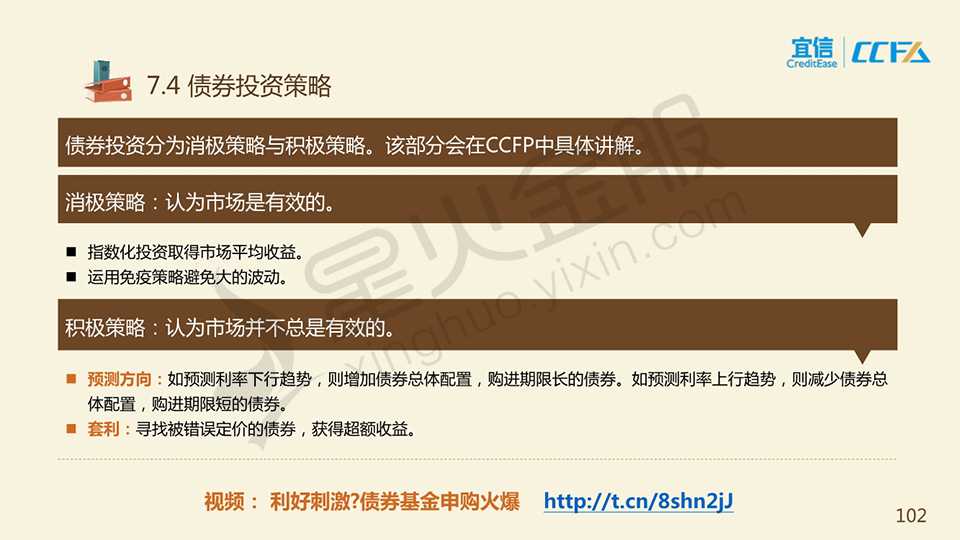 宜信
CreditEase
CCFA
7.4 债券投资策略
债券投资分为消极策略与积极策略。该部分会在CCFP中具体讲解。
消极策略：认为市场是有效的。
■ 指数化投资取得市场平均收益。
■ 运用免疫策略避免大的波动。
积极策略：认为市场并不总是有效的。
■ 预测方向：如预测利率下行趋势，则增加债券总体配置，购进期限长的债券。如预测利率上行趋势，则减少债券总
体配置，购进期限短的债券。
■ 套利：寻找被错误定价的债券，获得超额收益。
视频： 利好刺激?债券基金申购火爆 http://t.cn/8shn2jJ
102
星火金服
xinghuo.yixin.com